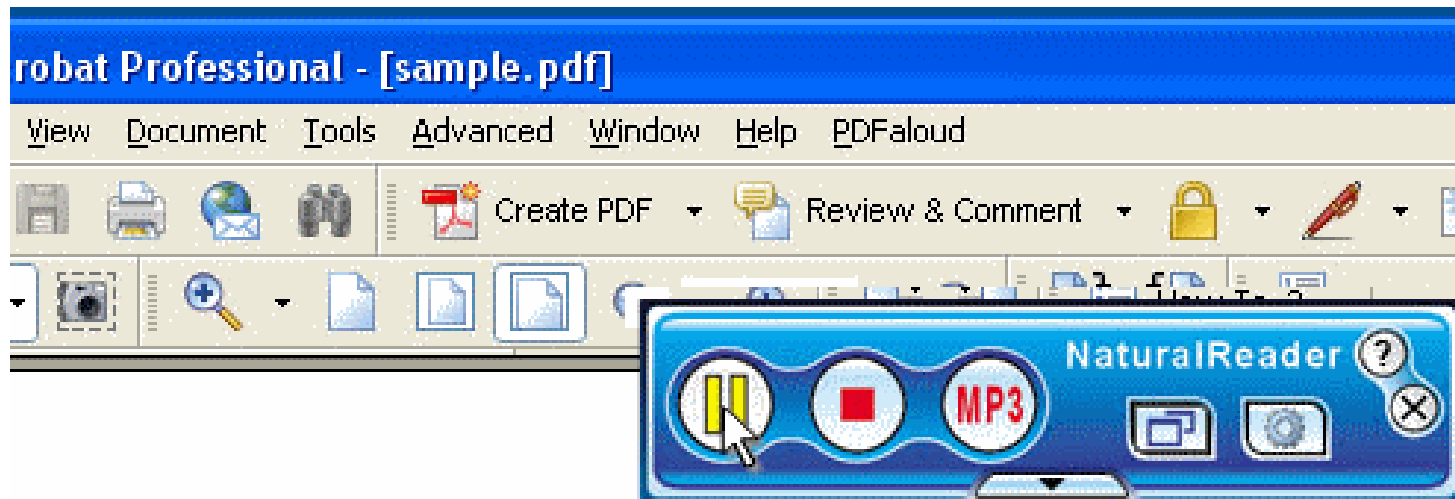 robat Professional - [sample.pdf]
View Document Tools Advanced Window Help PDFaloud
Create PDF Review & Comment
NaturalReader ?
MP3